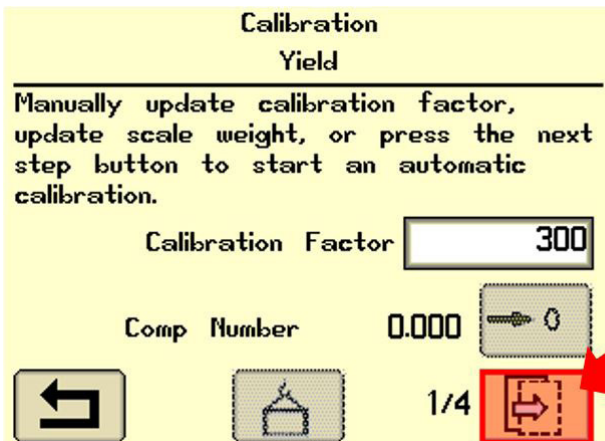 Calibration
Yield
Manually update calibration factor,
update scale weight, or press the next
step button to start an automatic
calibration.
Calibration Factor 300
Comp Number 0.000
1/4